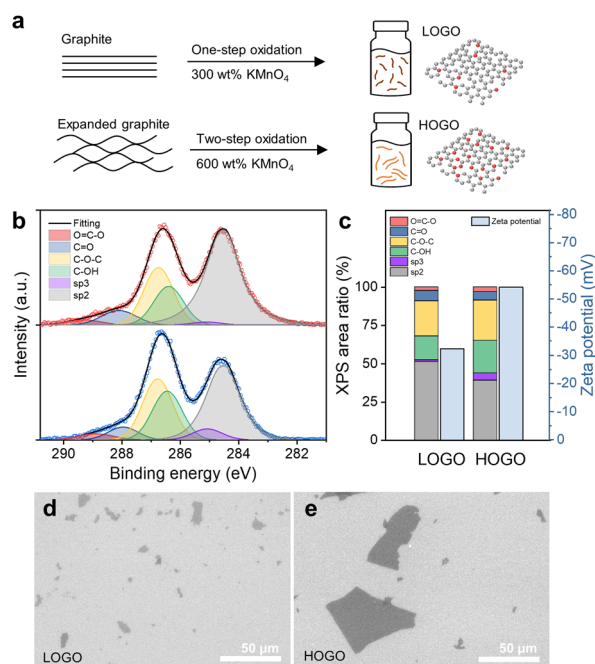 a
Graphite
One-step oxidation
300 wt% KMnO₄
LOGO
Expanded graphite
Two-step oxidation
600 wt% KMnO₄
HOGO
b
Fitting
O=C-O
C=O
C-O-C
C-OH
sp3
sp2
Intensity (a.u.)
290 288 286 284 282
Binding energy (eV)
c
O=C-O
C=O
C-O-C
C-OH
sp3
sp2
Zeta potential
XPS area ratio (%)
100
75
50
25
0
-80
-70
-60
-50
-40
-30
-20
-10
0
Zeta potential (mV)
LOGO HOGO
d
LOGO
50 µm
e
HOGO
50 µm